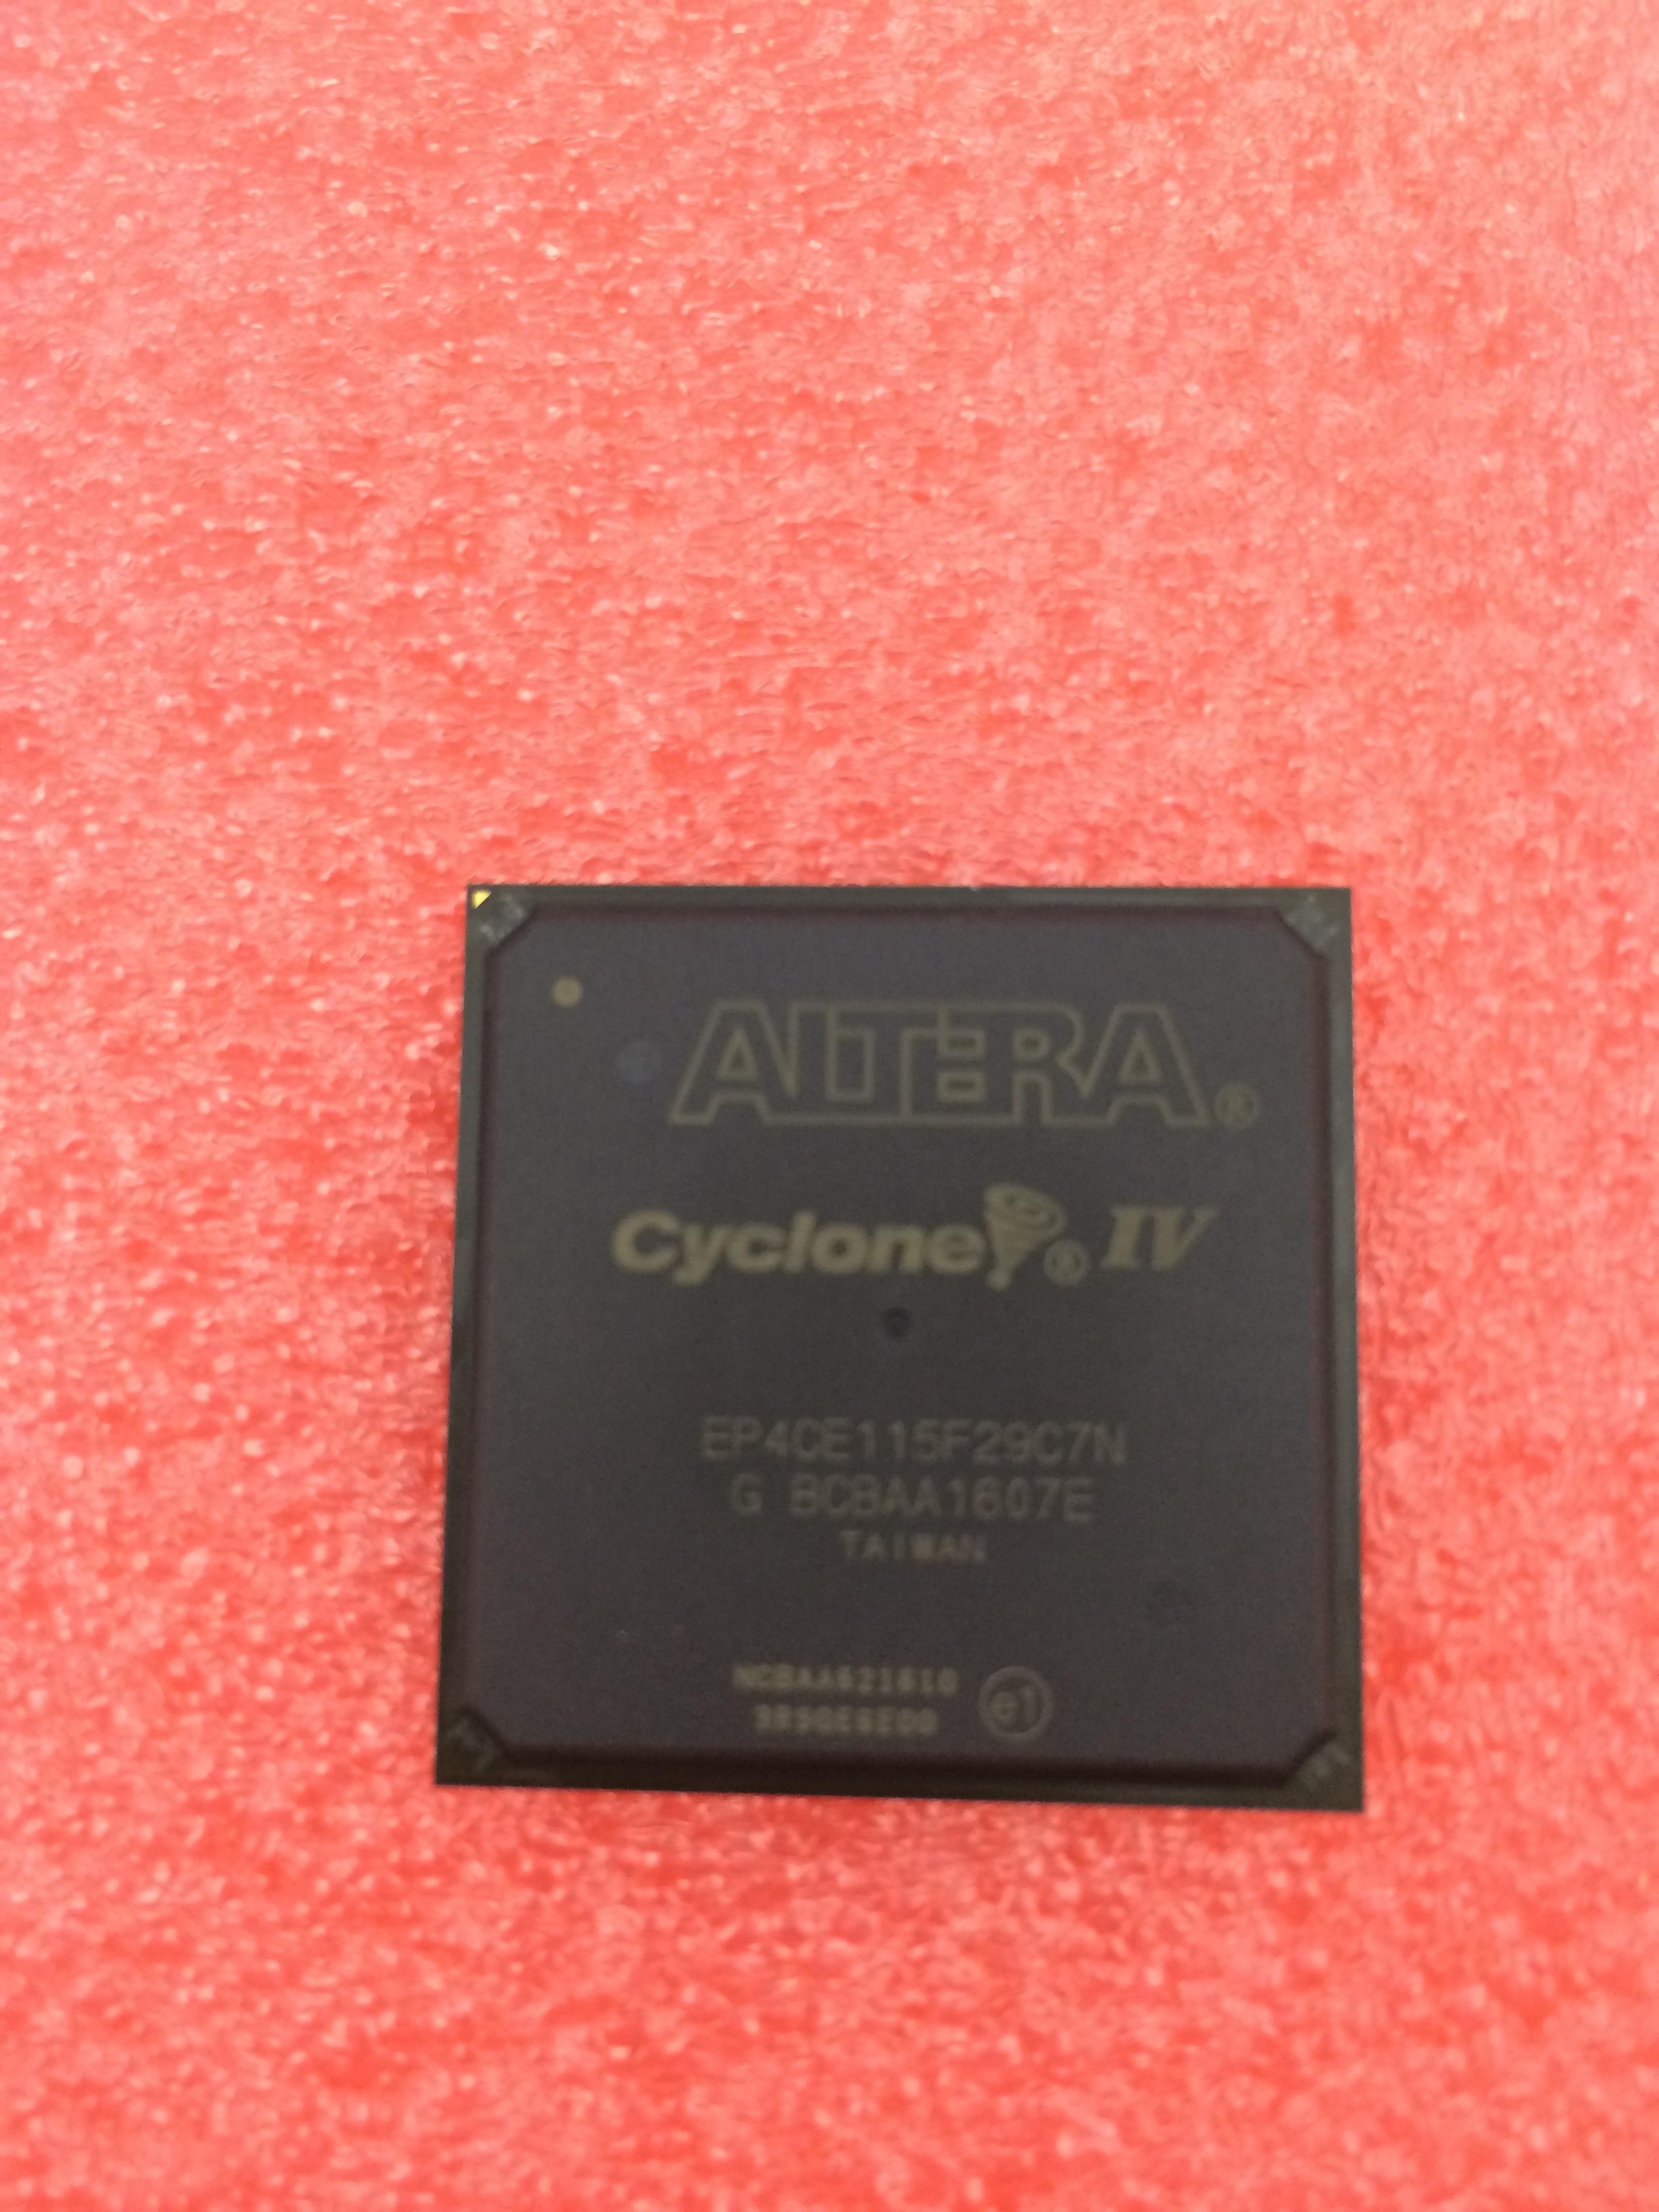 ALTERA®
Cyclone® IV
EP4CE115F29C7N
G BCBAA1607E
TAIWAN
e1